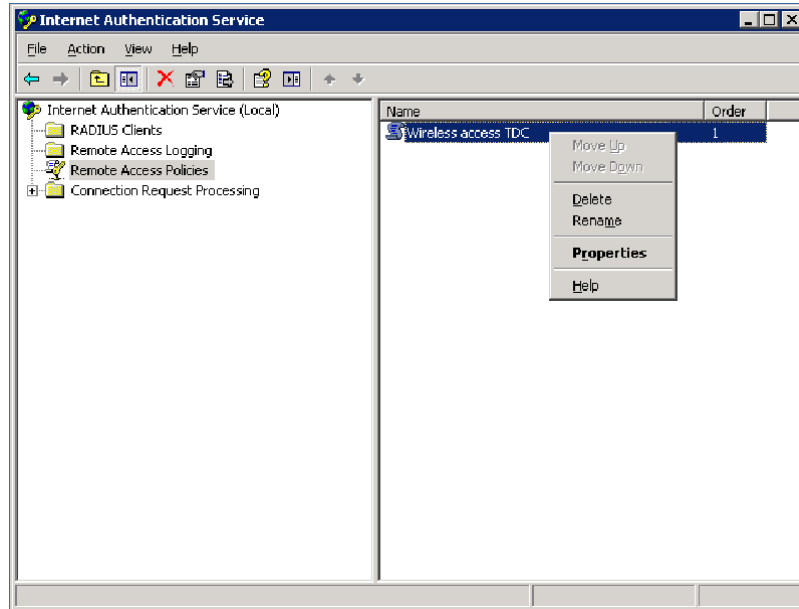 Internet Authentication Service
File Action View Help
Internet Authentication Service (Local)
RADIUS Clients
Remote Access Logging
Remote Access Policies
Connection Request Processing
Name Order
Wireless access TDC 1
Move Up
Move Down
Delete
Rename
Properties
Help